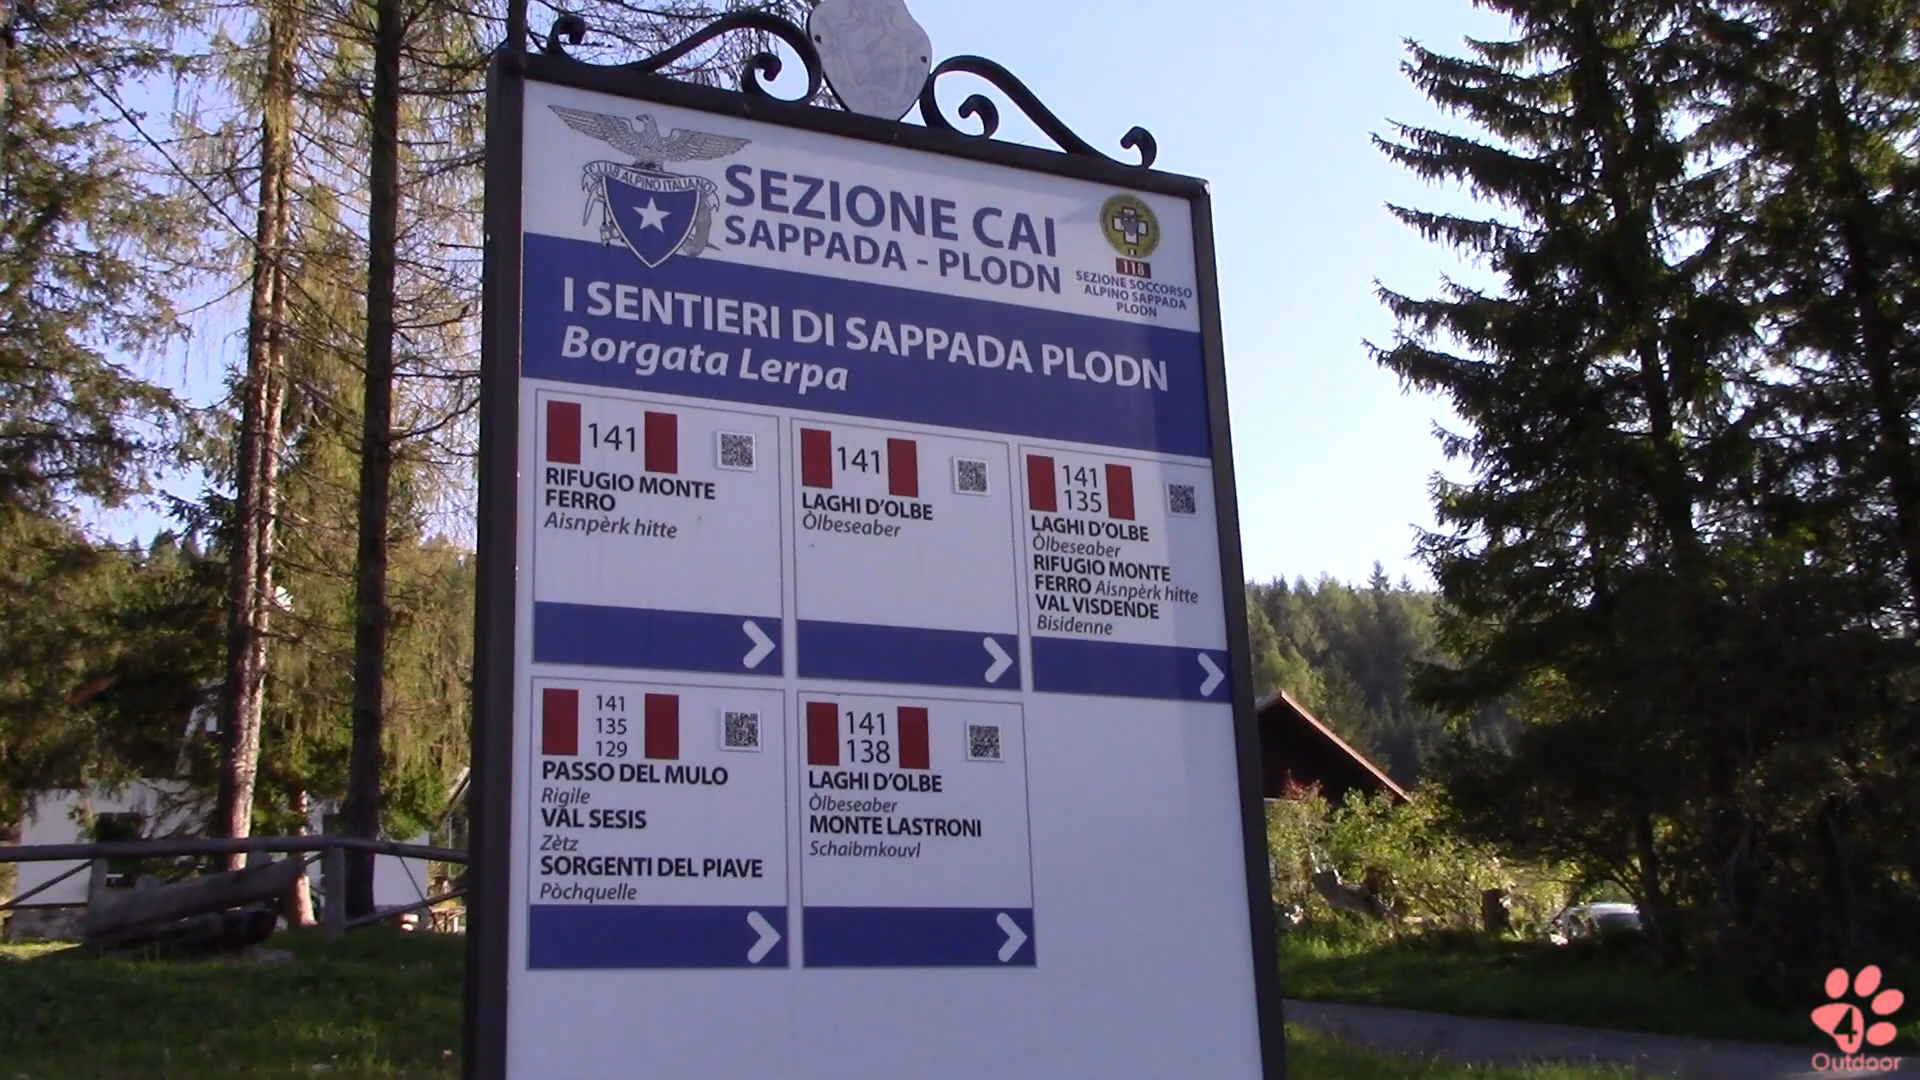 CLUB ALPINO ITALIANO
SEZIONE CAI
SAPPADA - PLODN
118
SEZIONE SOCCORSO
ALPINO SAPPADA
PLODN
I SENTIERI DI SAPPADA PLODN
Borgata Lerpa
141
RIFUGIO MONTE
FERRO
Aisnpèrk hitte
141
LAGHI D'OLBE
Òlbeseaber
141
135
LAGHI D'OLBE
Òlbeseaber
RIFUGIO MONTE
FERRO Aisnpèrk hitte
VAL VISDENDE
Bisidenne
141
135
129
PASSO DEL MULO
Rigile
VAL SESIS
Zètz
SORGENTI DEL PIAVE
Pòchquelle
141
138
LAGHI D'OLBE
Òlbeseaber
MONTE LASTRONI
Schaibmkouvl
4
Outdoor